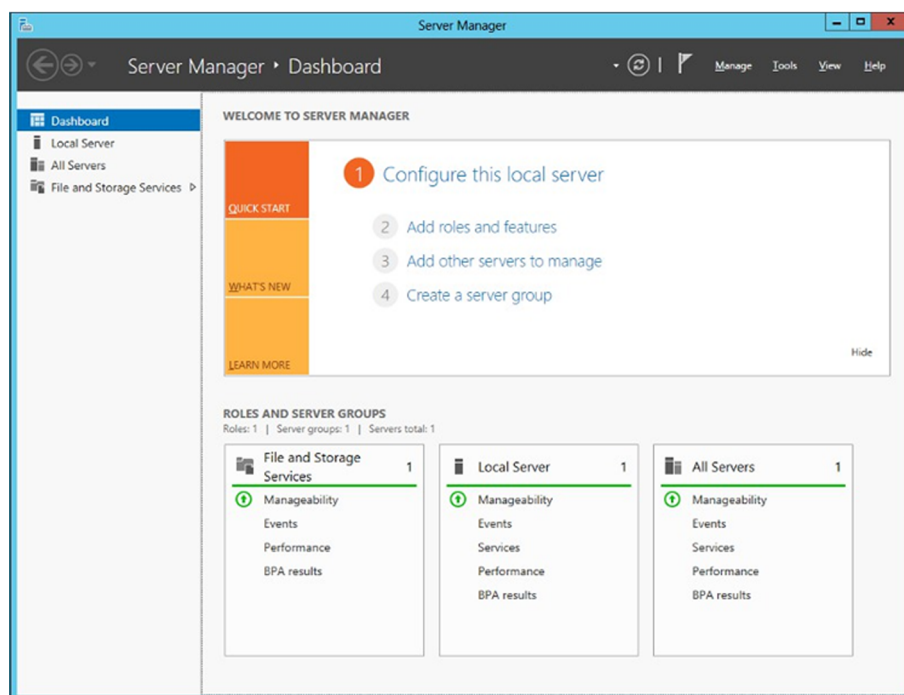 Server Manager
Server Manager • Dashboard
Manage Tools View Help
Dashboard
Local Server
All Servers
File and Storage Services
WELCOME TO SERVER MANAGER
QUICK START
WHAT'S NEW
LEARN MORE
1 Configure this local server
2 Add roles and features
3 Add other servers to manage
4 Create a server group
Hide
ROLES AND SERVER GROUPS
Roles: 1 | Server groups: 1 | Servers total: 1
File and Storage
Services 1
Manageability
Events
Performance
BPA results
Local Server 1
Manageability
Events
Services
Performance
BPA results
All Servers 1
Manageability
Events
Services
Performance
BPA results